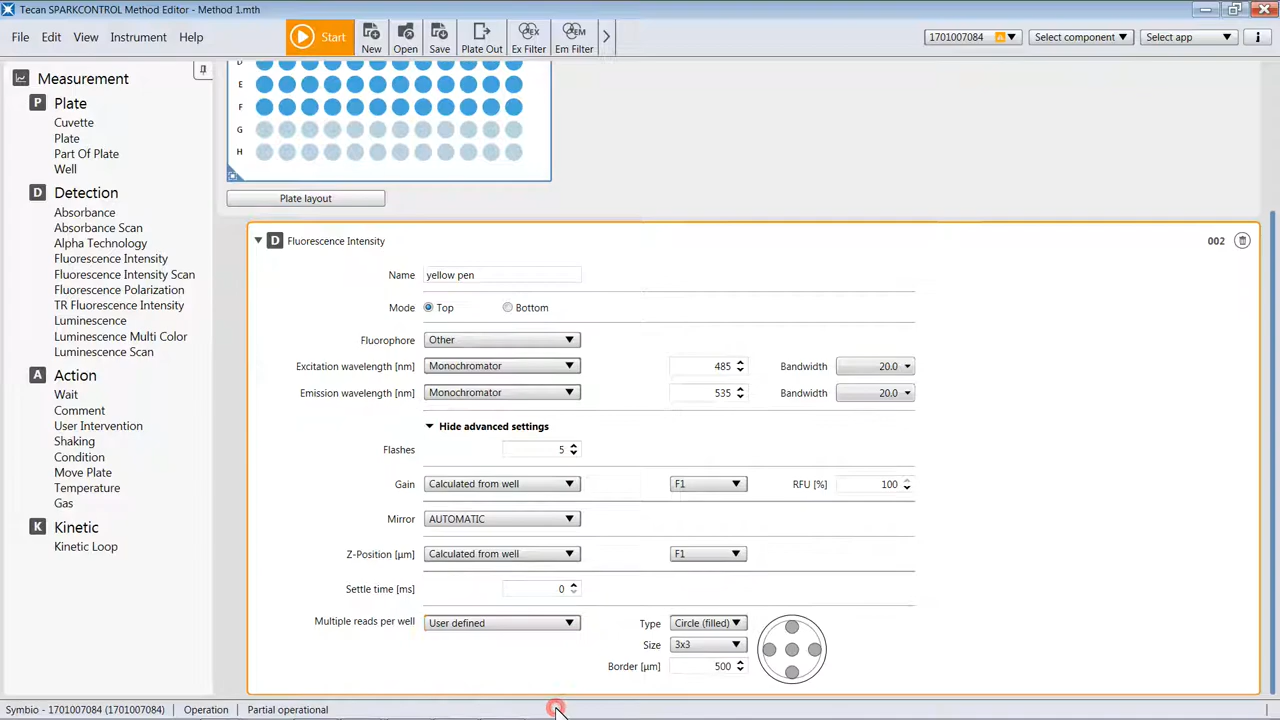 Tecan SPARKCONTROL Method Editor - Method 1.mth
File Edit View Instrument Help
Start New Open Save Plate Out Ex Filter Em Filter
1701007084 Select component Select app i
Measurement
P Plate
Cuvette
Plate
Part Of Plate
Well
D Detection
Absorbance
Absorbance Scan
Alpha Technology
Fluorescence Intensity
Fluorescence Intensity Scan
Fluorescence Polarization
TR Fluorescence Intensity
Luminescence
Luminescence Multi Color
Luminescence Scan
A Action
Wait
Comment
User Intervention
Shaking
Condition
Move Plate
Temperature
Gas
K Kinetic
Kinetic Loop
D
E
F
G
H
Plate layout
D Fluorescence Intensity 002
Name yellow pen
Mode Top Bottom
Fluorophore Other
Excitation wavelength [nm] Monochromator 485 Bandwidth 20.0
Emission wavelength [nm] Monochromator 535 Bandwidth 20.0
Hide advanced settings
Flashes 5
Gain Calculated from well F1 RFU [%] 100
Mirror AUTOMATIC
Z-Position [µm] Calculated from well F1
Settle time [ms] 0
Multiple reads per well User defined Type Circle (filled)
Size 3x3
Border [µm] 500
Symbio - 1701007084 (1701007084) Operation Partial operational